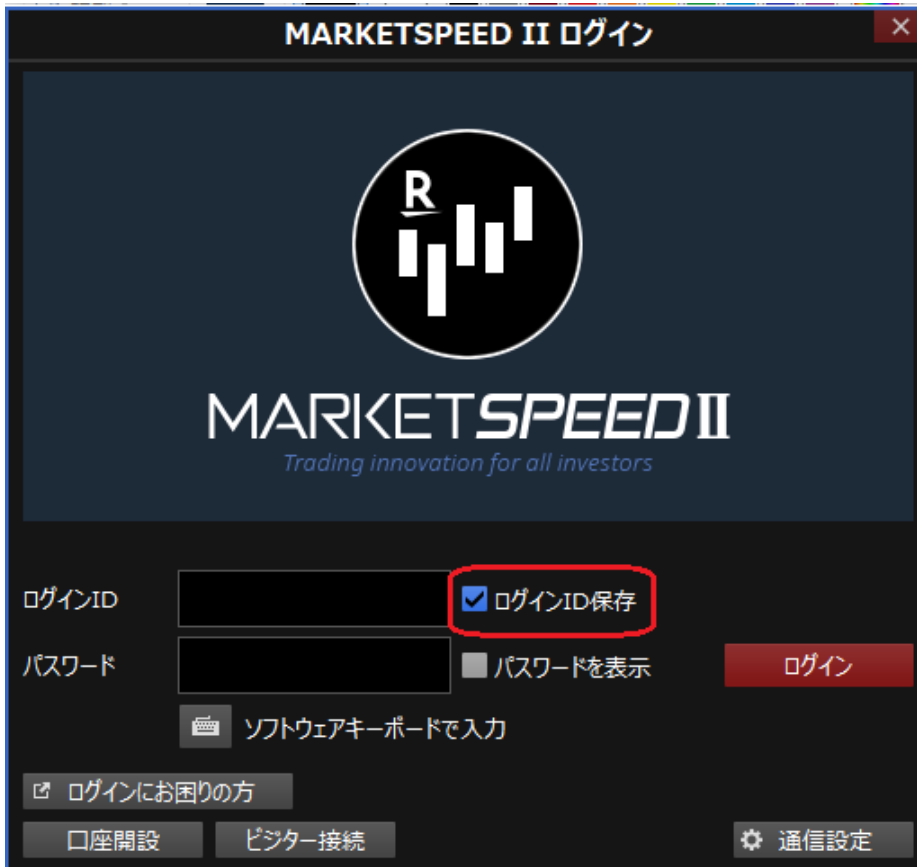 MARKETSPEED II ログイン
R
MARKETSPEED II
Trading innovation for all investors
ログインID
ログインID保存
パスワード
パスワードを表示
ログイン
ソフトウェアキーボードで入力
ログインにお困りの方
口座開設
ビジター接続
通信設定